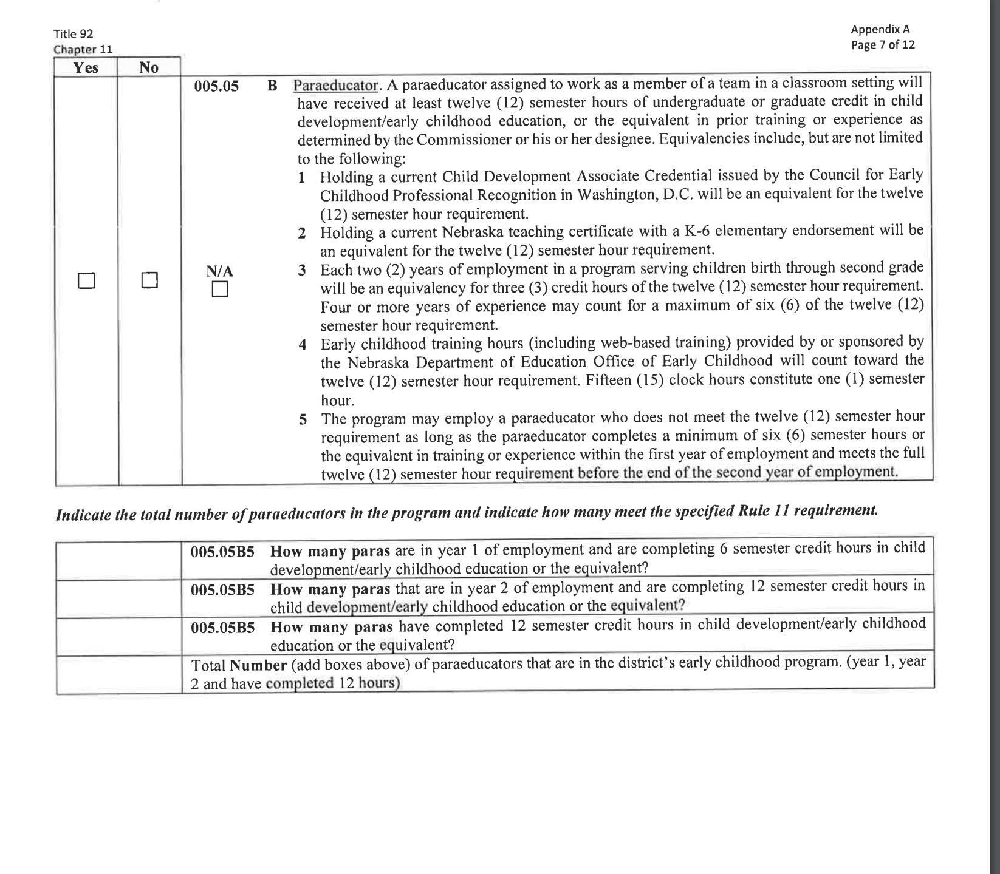 Title 92
Chapter 11
Appendix A
Page 7 of 12
Yes No
005.05 B Paraeducator. A paraeducator assigned to work as a member of a team in a classroom setting will
have received at least twelve (12) semester hours of undergraduate or graduate credit in child
development/early childhood education, or the equivalent in prior training or experience as
determined by the Commissioner or his or her designee. Equivalencies include, but are not limited
to the following:
1 Holding a current Child Development Associate Credential issued by the Council for Early
Childhood Professional Recognition in Washington, D.C. will be an equivalent for the twelve
(12) semester hour requirement.
2 Holding a current Nebraska teaching certificate with a K-6 elementary endorsement will be
an equivalent for the twelve (12) semester hour requirement.
N/A
3 Each two (2) years of employment in a program serving children birth through second grade
will be an equivalency for three (3) credit hours of the twelve (12) semester hour requirement.
Four or more years of experience may count for a maximum of six (6) of the twelve (12)
semester hour requirement.
4 Early childhood training hours (including web-based training) provided by or sponsored by
the Nebraska Department of Education Office of Early Childhood will count toward the
twelve (12) semester hour requirement. Fifteen (15) clock hours constitute one (1) semester
hour.
5 The program may employ a paraeducator who does not meet the twelve (12) semester hour
requirement as long as the paraeducator completes a minimum of six (6) semester hours or
the equivalent in training or experience within the first year of employment and meets the full
twelve (12) semester hour requirement before the end of the second year of employment.
Indicate the total number of paraeducators in the program and indicate how many meet the specified Rule 11 requirement.
005.05B5 How many paras are in year 1 of employment and are completing 6 semester credit hours in child
development/early childhood education or the equivalent?
005.05B5 How many paras that are in year 2 of employment and are completing 12 semester credit hours in
child development/early childhood education or the equivalent?
005.05B5 How many paras have completed 12 semester credit hours in child development/early childhood
education or the equivalent?
Total Number (add boxes above) of paraeducators that are in the district's early childhood program. (year 1, year
2 and have completed 12 hours)